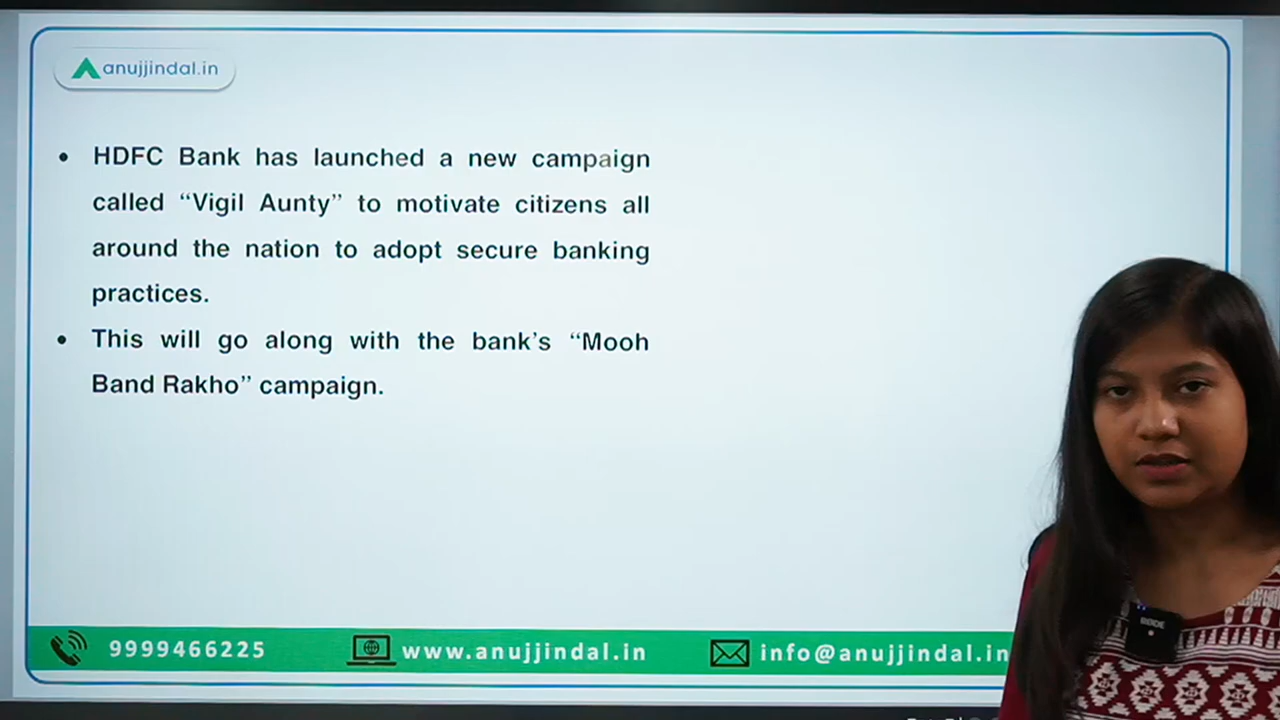 anujjindal.in
• HDFC Bank has launched a new campaign
called “Vigil Aunty” to motivate citizens all
around the nation to adopt secure banking
practices.
• This will go along with the bank’s “Mooh
Band Rakho” campaign.
9999466225 www.anujjindal.in info@anujjindal.in
RODE